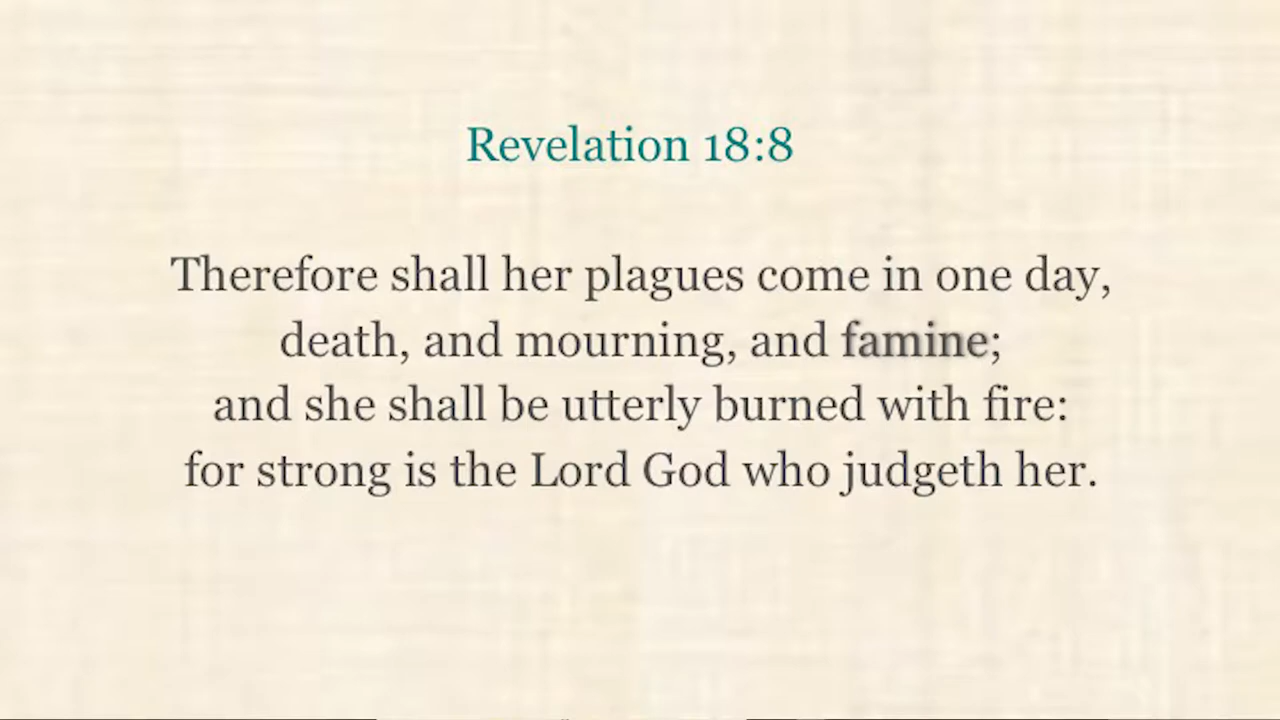 Revelation 18:8
Therefore shall her plagues come in one day,
death, and mourning, and famine;
and she shall be utterly burned with fire:
for strong is the Lord God who judgeth her.